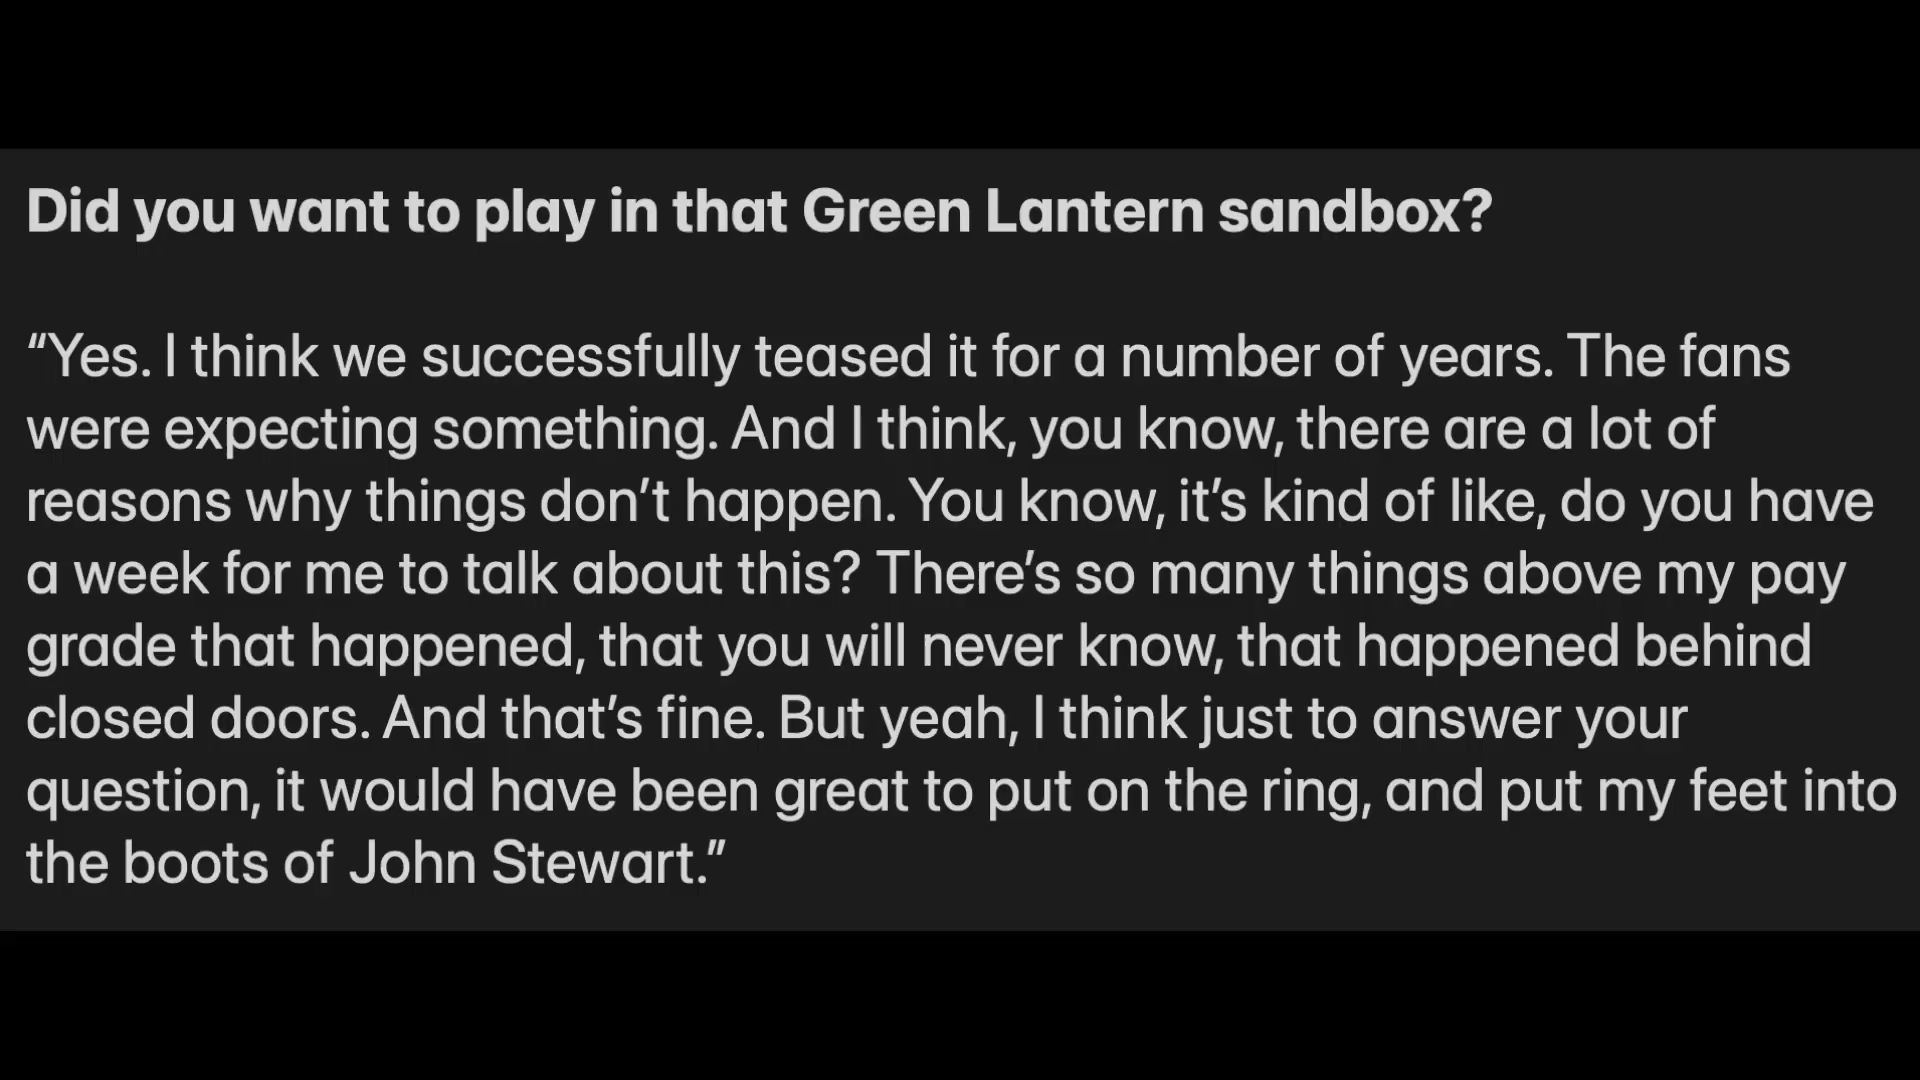 Did you want to play in that Green Lantern sandbox?
“Yes. I think we successfully teased it for a number of years. The fans
were expecting something. And I think, you know, there are a lot of
reasons why things don’t happen. You know, it’s kind of like, do you have
a week for me to talk about this? There’s so many things above my pay
grade that happened, that you will never know, that happened behind
closed doors. And that’s fine. But yeah, I think just to answer your
question, it would have been great to put on the ring, and put my feet into
the boots of John Stewart.”